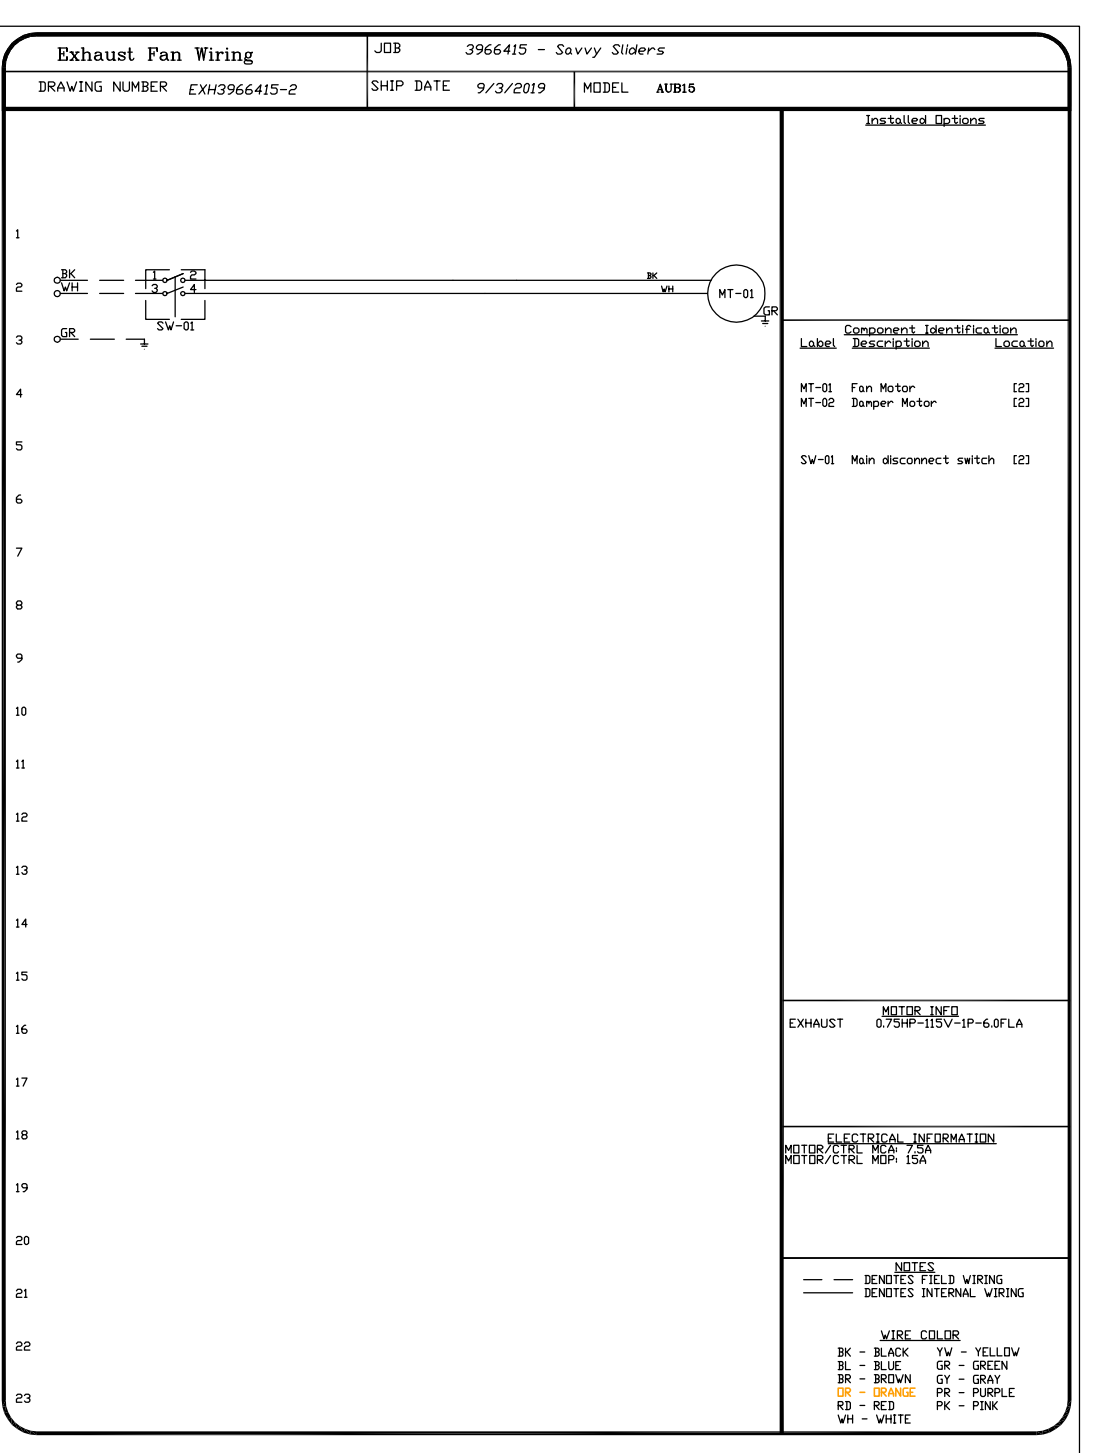 Exhaust Fan Wiring
JOB 3966415 - Savvy Sliders
DRAWING NUMBER EXH3966415-2
SHIP DATE 9/3/2019
MODEL AUB15
Installed Options
1
BK 1 2 BK
2 WH 3 4 WH MT-01
GR
SW-01
3 GR
Component Identification
Label Description Location
4
MT-01 Fan Motor [2]
MT-02 Damper Motor [2]
5
SW-01 Main disconnect switch [2]
6
7
8
9
10
11
12
13
14
15
16
MOTOR INFO
EXHAUST 0.75HP-115V-1P-6.0FLA
17
18
ELECTRICAL INFORMATION
MOTOR/CTRL MCA: 7.5A
MOTOR/CTRL MOP: 15A
19
20
NOTES
DENOTES FIELD WIRING
21
DENOTES INTERNAL WIRING
WIRE COLOR
22
BK - BLACK YW - YELLOW
BL - BLUE GR - GREEN
BR - BROWN GY - GRAY
OR - ORANGE PR - PURPLE
23
RD - RED PK - PINK
WH - WHITE